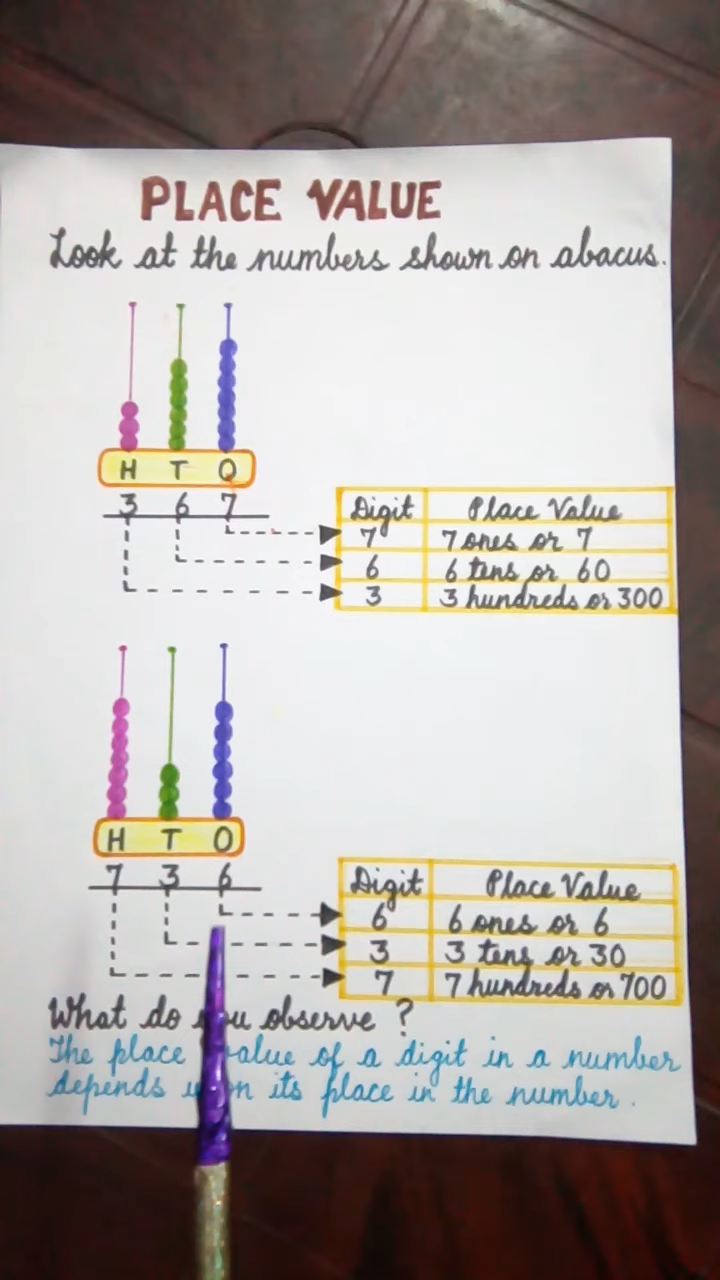 PLACE VALUE
Look at the numbers shown on abacus.
H T O
3 6 7
Digit Place Value
7 7 ones or 7
6 6 tens or 60
3 3 hundreds or 300
H T O
7 3 6
Digit Place Value
6 6 ones or 6
3 3 tens or 30
7 7 hundreds or 700
What do observe ?
The place value of a digit in a number
depends its place in the number.